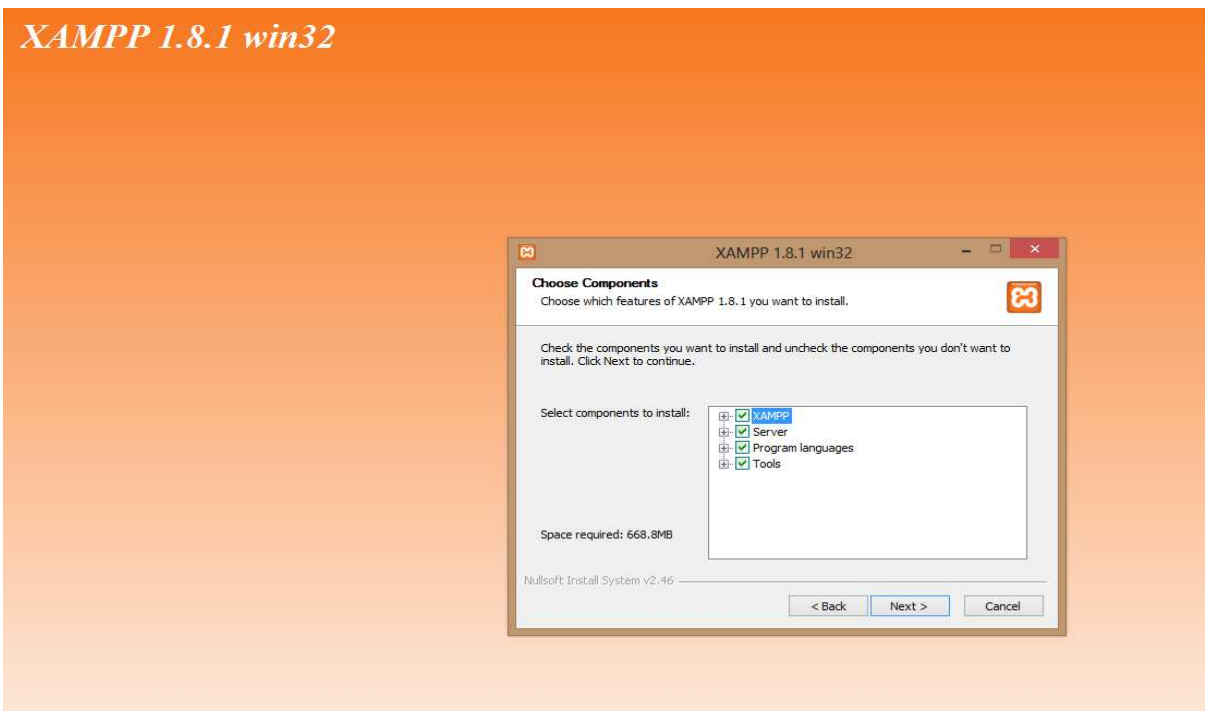 XAMPP 1.8.1 win32
XAMPP 1.8.1 win32
Choose Components
Choose which features of XAMPP 1.8.1 you want to install.
Check the components you want to install and uncheck the components you don't want to
install. Click Next to continue.
Select components to install:
XAMPP
Server
Program languages
Tools
Space required: 668.8MB
Nullsoft Install System v2.46
< Back
Next >
Cancel